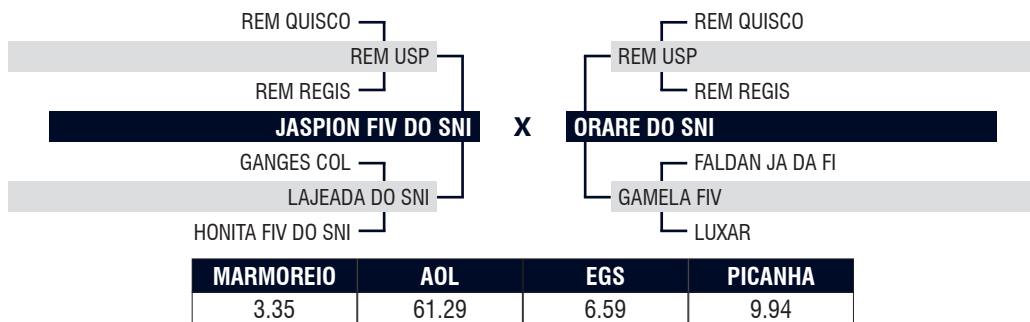 REM QUISCO REM QUISCO
REM USP REM USP
REM REGIS REM REGIS
JASPION FIV DO SNI X ORARE DO SNI
GANGES COL FALDAN JA DA FI
LAJEADA DO SNI GAMELA FIV
HONITA FIV DO SNI LUXAR
MARMOREIO AOL EGS PICANHA
3.35 61.29 6.59 9.94